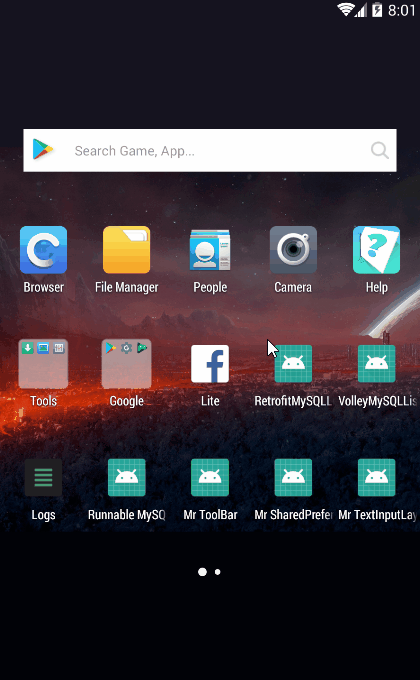 8:01
Search Game, App...
Browser
File Manager
People
Camera
Help
Tools
Google
Lite
RetrofitMySQLL
VolleyMySQLLis
Logs
Runnable MySQ
Mr ToolBar
Mr SharedPrefer
Mr TextInputLay